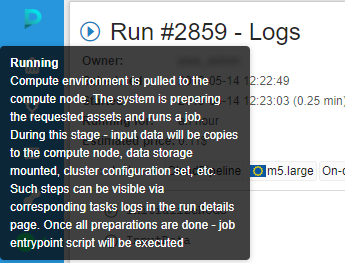 Run #2859 - Logs
Owner:
05-14 12:22:49
05-14 12:23:03 (0.25 min)
Running
Compute environment is pulled to the
compute node. The system is preparing
the requested assets and runs a job.
During this stage - input data will be copies
to the compute node, data storage
mounted, cluster configuration set, etc.
Such steps can be visible via
corresponding tasks logs in the run details
page. Once all preparations are done - job
entrypoint script will be executed
m5.large
On-